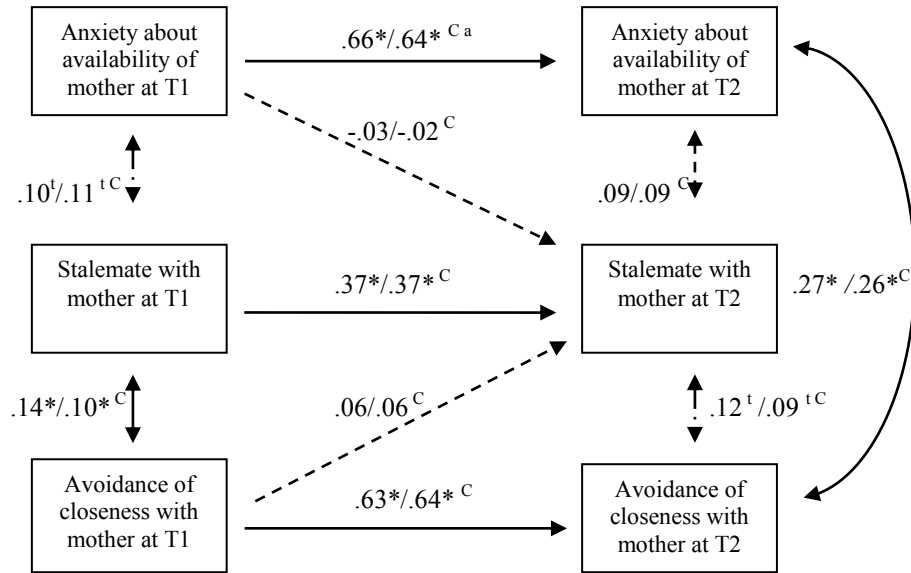 Anxiety about
availability of
mother at T1
.66*/.64* C a
Anxiety about
availability of
mother at T2
-.03/-.02 C
.10t/.11 t C
.09/.09 C
Stalemate with
mother at T1
.37*/.37* C
Stalemate with
mother at T2
.27* /.26*C
.14*/.10* C
.06/.06 C
.12 t /.09 t C
Avoidance of
closeness with
mother at T1
.63*/.64* C
Avoidance of
closeness with
mother at T2